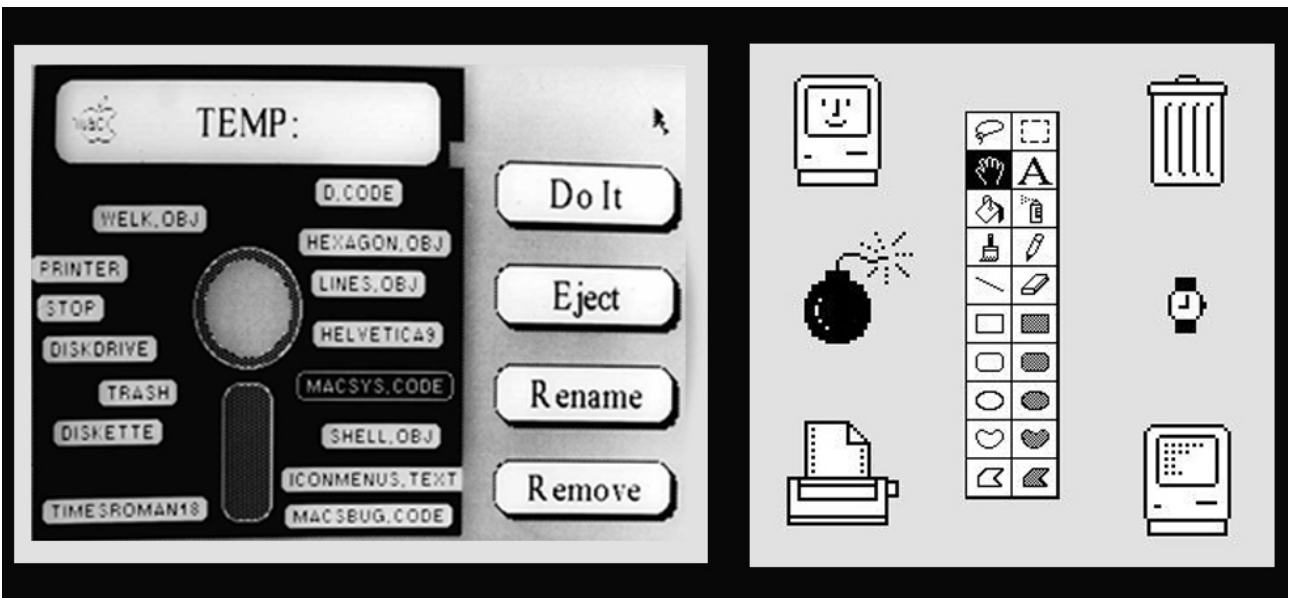 TEMP:
D.CODE
WELK.OBJ
HEXAGON.OBJ
PRINTER
LINES.OBJ
STOP
HELVETICA9
DISKDRIVE
MACSYS.CODE
TRASH
DISKETTE
SHELL.OBJ
ICONMENUS.TEXT
TIMESROMAN18
MACSBUG.CODE
Do It
Eject
Rename
Remove
A